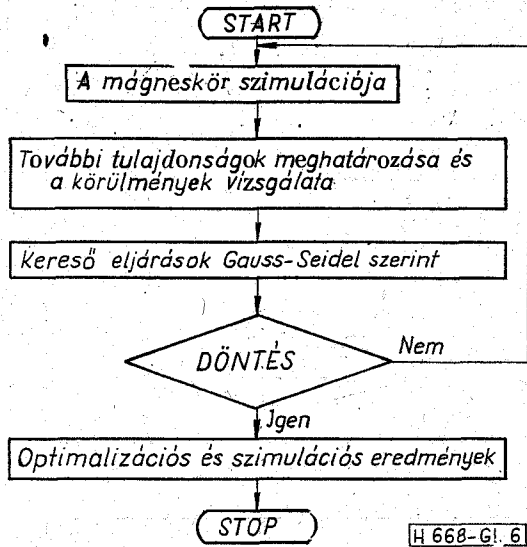 START
A mágneskör szimulációja
További tulajdonságok meghatározása és
a körülmények vizsgálata
Kereső eljárások Gauss-Seidel szerint
DÖNTÉS
Nem
Jgen
Optimalizációs és szimulációs eredmények
STOP
H 668-Gl. 6